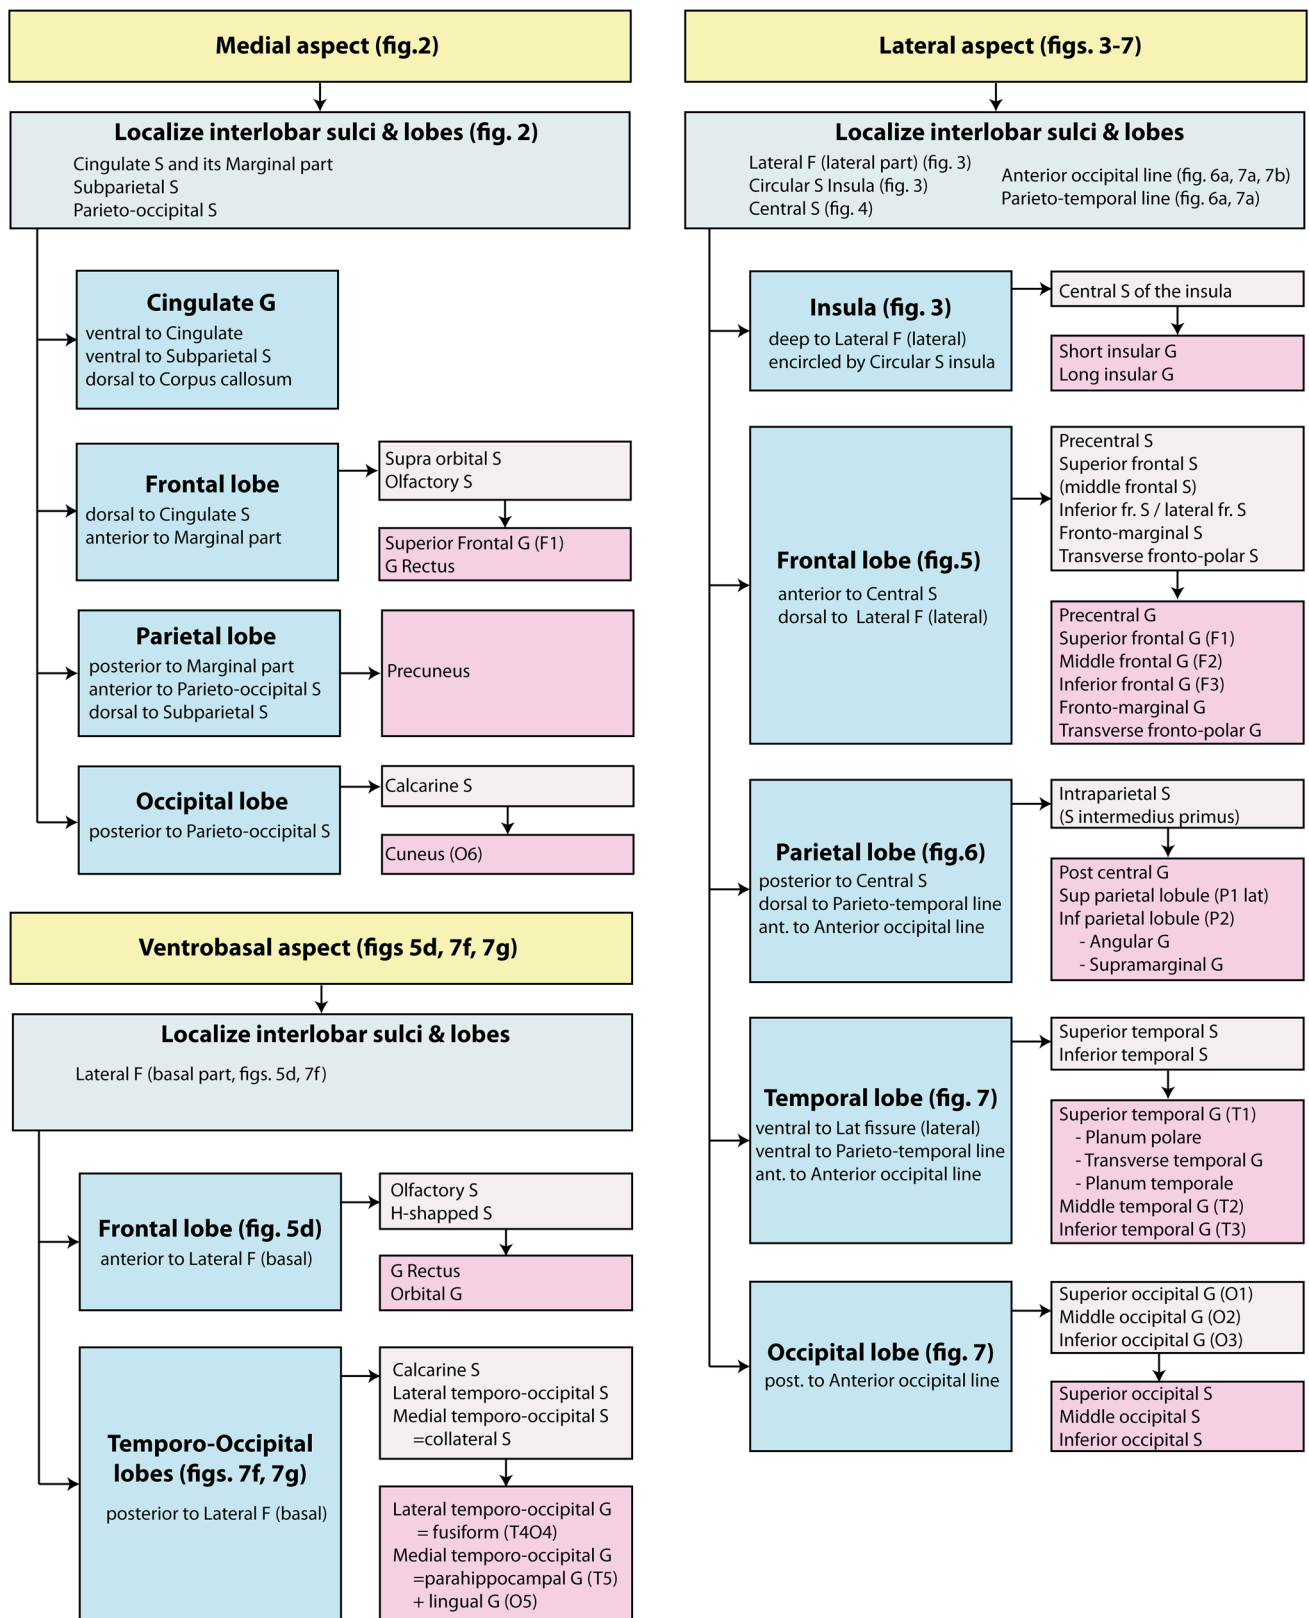 Medial aspect (fig.2)
Localize interlobar sulci & lobes (fig. 2)
Cingulate S and its Marginal part
Subparietal S
Parieto-occipital S
Cingulate G
ventral to Cingulate
ventral to Subparietal S
dorsal to Corpus callosum
Frontal lobe
dorsal to Cingulate S
anterior to Marginal part
Supra orbital S
Olfactory S
Superior Frontal G (F1)
G Rectus
Parietal lobe
posterior to Marginal part
anterior to Parieto-occipital S
dorsal to Subparietal S
Precuneus
Occipital lobe
posterior to Parieto-occipital S
Calcarine S
Cuneus (O6)
Ventrobasal aspect (figs 5d, 7f, 7g)
Localize interlobar sulci & lobes
Lateral F (basal part, figs. 5d, 7f)
Frontal lobe (fig. 5d)
anterior to Lateral F (basal)
Olfactory S
H-shapped S
G Rectus
Orbital G
Temporo-Occipital
lobes (figs. 7f, 7g)
posterior to Lateral F (basal)
Calcarine S
Lateral temporo-occipital S
Medial temporo-occipital S
=collateral S
Lateral temporo-occipital G
= fusiform (T4O4)
Medial temporo-occipital G
=parahippocampal G (T5)
+ lingual G (O5)
Lateral aspect (figs. 3-7)
Localize interlobar sulci & lobes
Lateral F (lateral part) (fig. 3)
Circular S Insula (fig. 3)
Central S (fig. 4)
Anterior occipital line (fig. 6a, 7a, 7b)
Parieto-temporal line (fig. 6a, 7a)
Insula (fig. 3)
deep to Lateral F (lateral)
encircled by Circular S insula
Central S of the insula
Short insular G
Long insular G
Frontal lobe (fig.5)
anterior to Central S
dorsal to Lateral F (lateral)
Precentral S
Superior frontal S
(middle frontal S)
Inferior fr. S / lateral fr. S
Fronto-marginal S
Transverse fronto-polar S
Precentral G
Superior frontal G (F1)
Middle frontal G (F2)
Inferior frontal G (F3)
Fronto-marginal G
Transverse fronto-polar G
Parietal lobe (fig.6)
posterior to Central S
dorsal to Parieto-temporal line
ant. to Anterior occipital line
Intraparietal S
(S intermedius primus)
Post central G
Sup parietal lobule (P1 lat)
Inf parietal lobule (P2)
- Angular G
- Supramarginal G
Temporal lobe (fig. 7)
ventral to Lat fissure (lateral)
ventral to Parieto-temporal line
ant. to Anterior occipital line
Superior temporal S
Inferior temporal S
Superior temporal G (T1)
- Planum polare
- Transverse temporal G
- Planum temporale
Middle temporal G (T2)
Inferior temporal G (T3)
Occipital lobe (fig. 7)
post. to Anterior occipital line
Superior occipital G (O1)
Middle occipital G (O2)
Inferior occipital G (O3)
Superior occipital S
Middle occipital S
Inferior occipital S